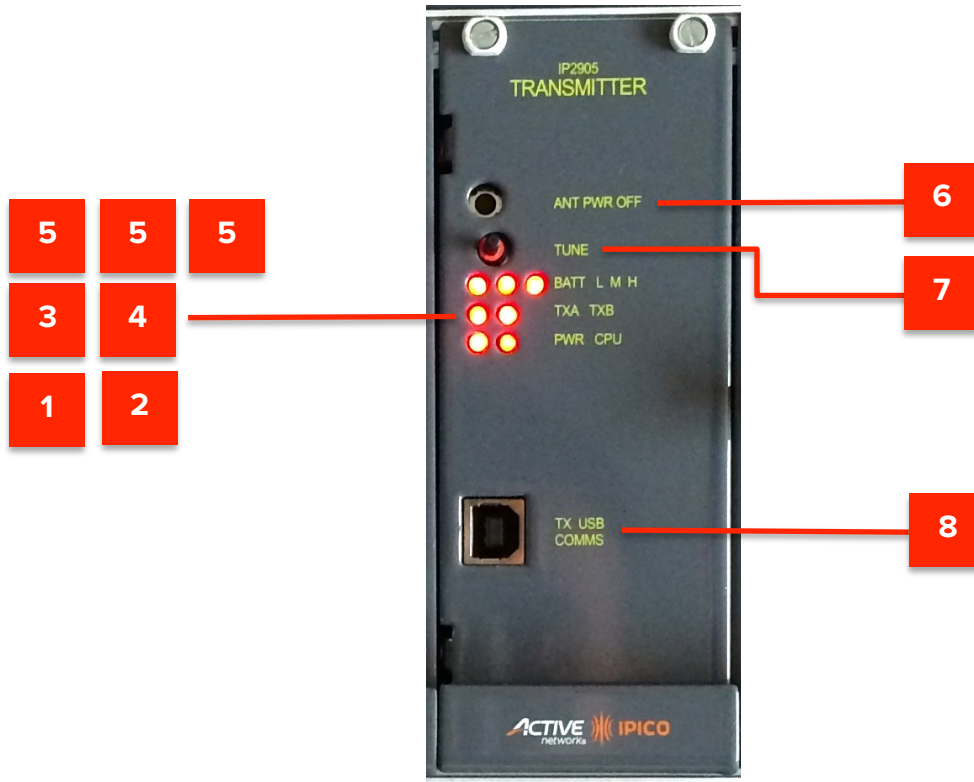 IP2905
TRANSMITTER
5 5 5
3 4
1 2
ANT PWR OFF
6
TUNE
7
BATT L M H
TXA TXB
PWR CPU
TX USB
COMMS
8
ACTIVE
networks
IPICO